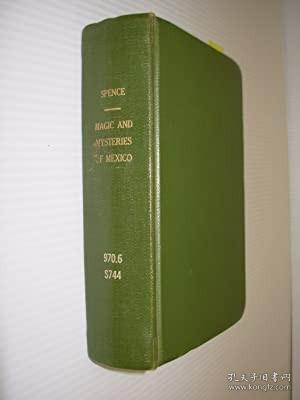 SPENCE
MAGIC AND
MYSTERIES
OF MEXICO
970.6
S744
孔夫子旧书网
www.kongfz.com